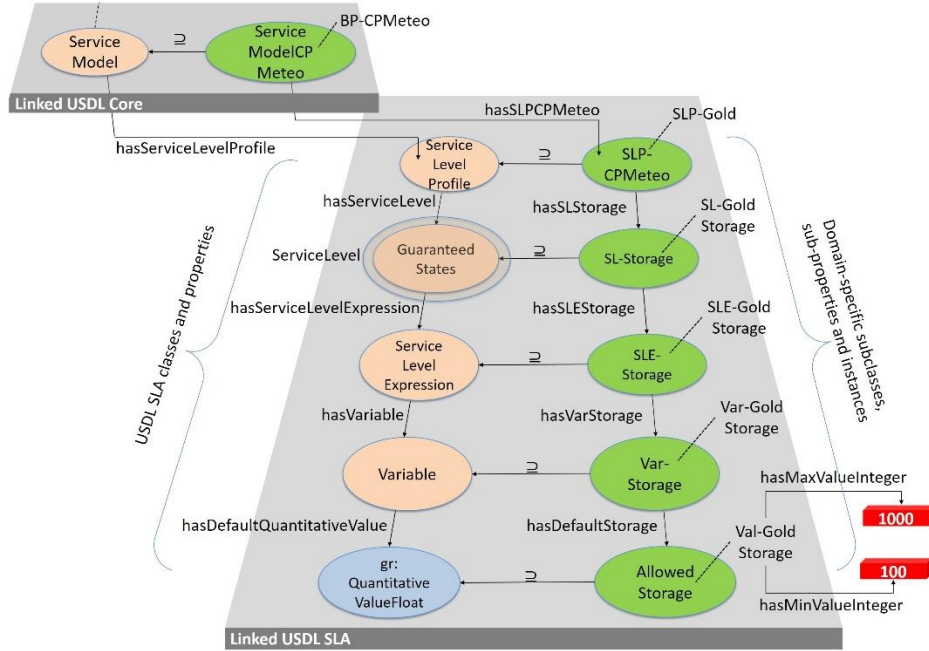 BP-CPMeteo
Service
Model
⊇
Service
ModelCP
Meteo
Linked USDL Core
hasSLPCPMeteo
SLP-Gold
hasServiceLevelProfile
Service
Level
Profile
⊇
SLP-
CPMeteo
hasServiceLevel
hasSLStorage
SL-Gold
Storage
ServiceLevel
Guaranteed
States
⊇
SL-Storage
hasServiceLevelExpression
hasSLEStorage
SLE-Gold
Storage
Service
Level
Expression
⊇
SLE-
Storage
USDL SLA classes and properties
Domain-specific subclasses,
sub-properties and instances
hasVariable
hasVarStorage
Var-Gold
Storage
Variable
⊇
Var-
Storage
hasMaxValueInteger
1000
hasDefaultQuantitativeValue
hasDefaultStorage
Val-Gold
Storage
gr:
Quantitative
ValueFloat
⊇
Allowed
Storage
100
hasMinValueInteger
Linked USDL SLA